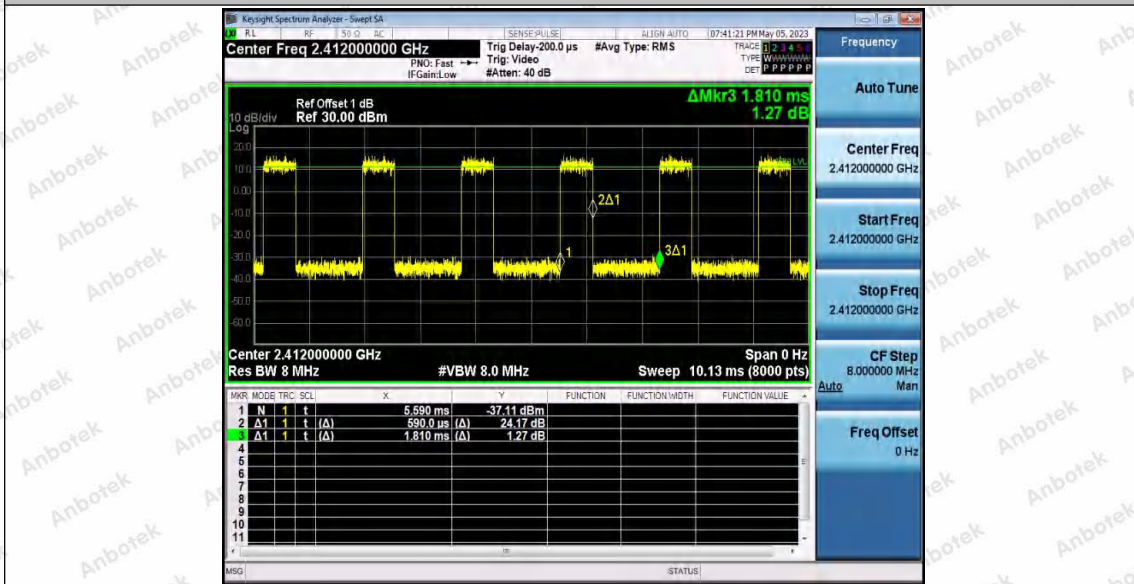 Keysight Spectrum Analyzer - Swept SA
RL RF 50 Ω AC SENSE:PULSE ALIGN AUTO 07:41:21 PM May 05, 2023
Center Freq 2.412000000 GHz
PNO: Fast
IFGain:Low
Trig Delay-200.0 µs
Trig: Video
#Atten: 40 dB
#Avg Type: RMS
TRACE 1 2 3 4 5 6
TYPE W
DET P P P P P P
ΔMkr3 1.810 ms
1.27 dB
Ref Offset 1 dB
10 dB/div Ref 30.00 dBm
Log
20.0
10.0
0.00
-10.0
-20.0
-30.0
-40.0
-50.0
-60.0
2Δ1
1
3Δ1
Center 2.412000000 GHz Span 0 Hz
Res BW 8 MHz #VBW 8.0 MHz Sweep 10.13 ms (8000 pts)
MKR MODE TRC SCL X Y FUNCTION FUNCTION WIDTH FUNCTION VALUE
1 N 1 t 5.590 ms -37.11 dBm
2 Δ1 1 t (Δ) 590.0 µs (Δ) 24.17 dB
3 Δ1 1 t (Δ) 1.810 ms (Δ) 1.27 dB
4
5
6
7
8
9
10
11
MSG STATUS
Frequency
Auto Tune
Center Freq
2.412000000 GHz
Start Freq
2.412000000 GHz
Stop Freq
2.412000000 GHz
CF Step
8.000000 MHz
Auto Man
Freq Offset
0 Hz
Anbotek